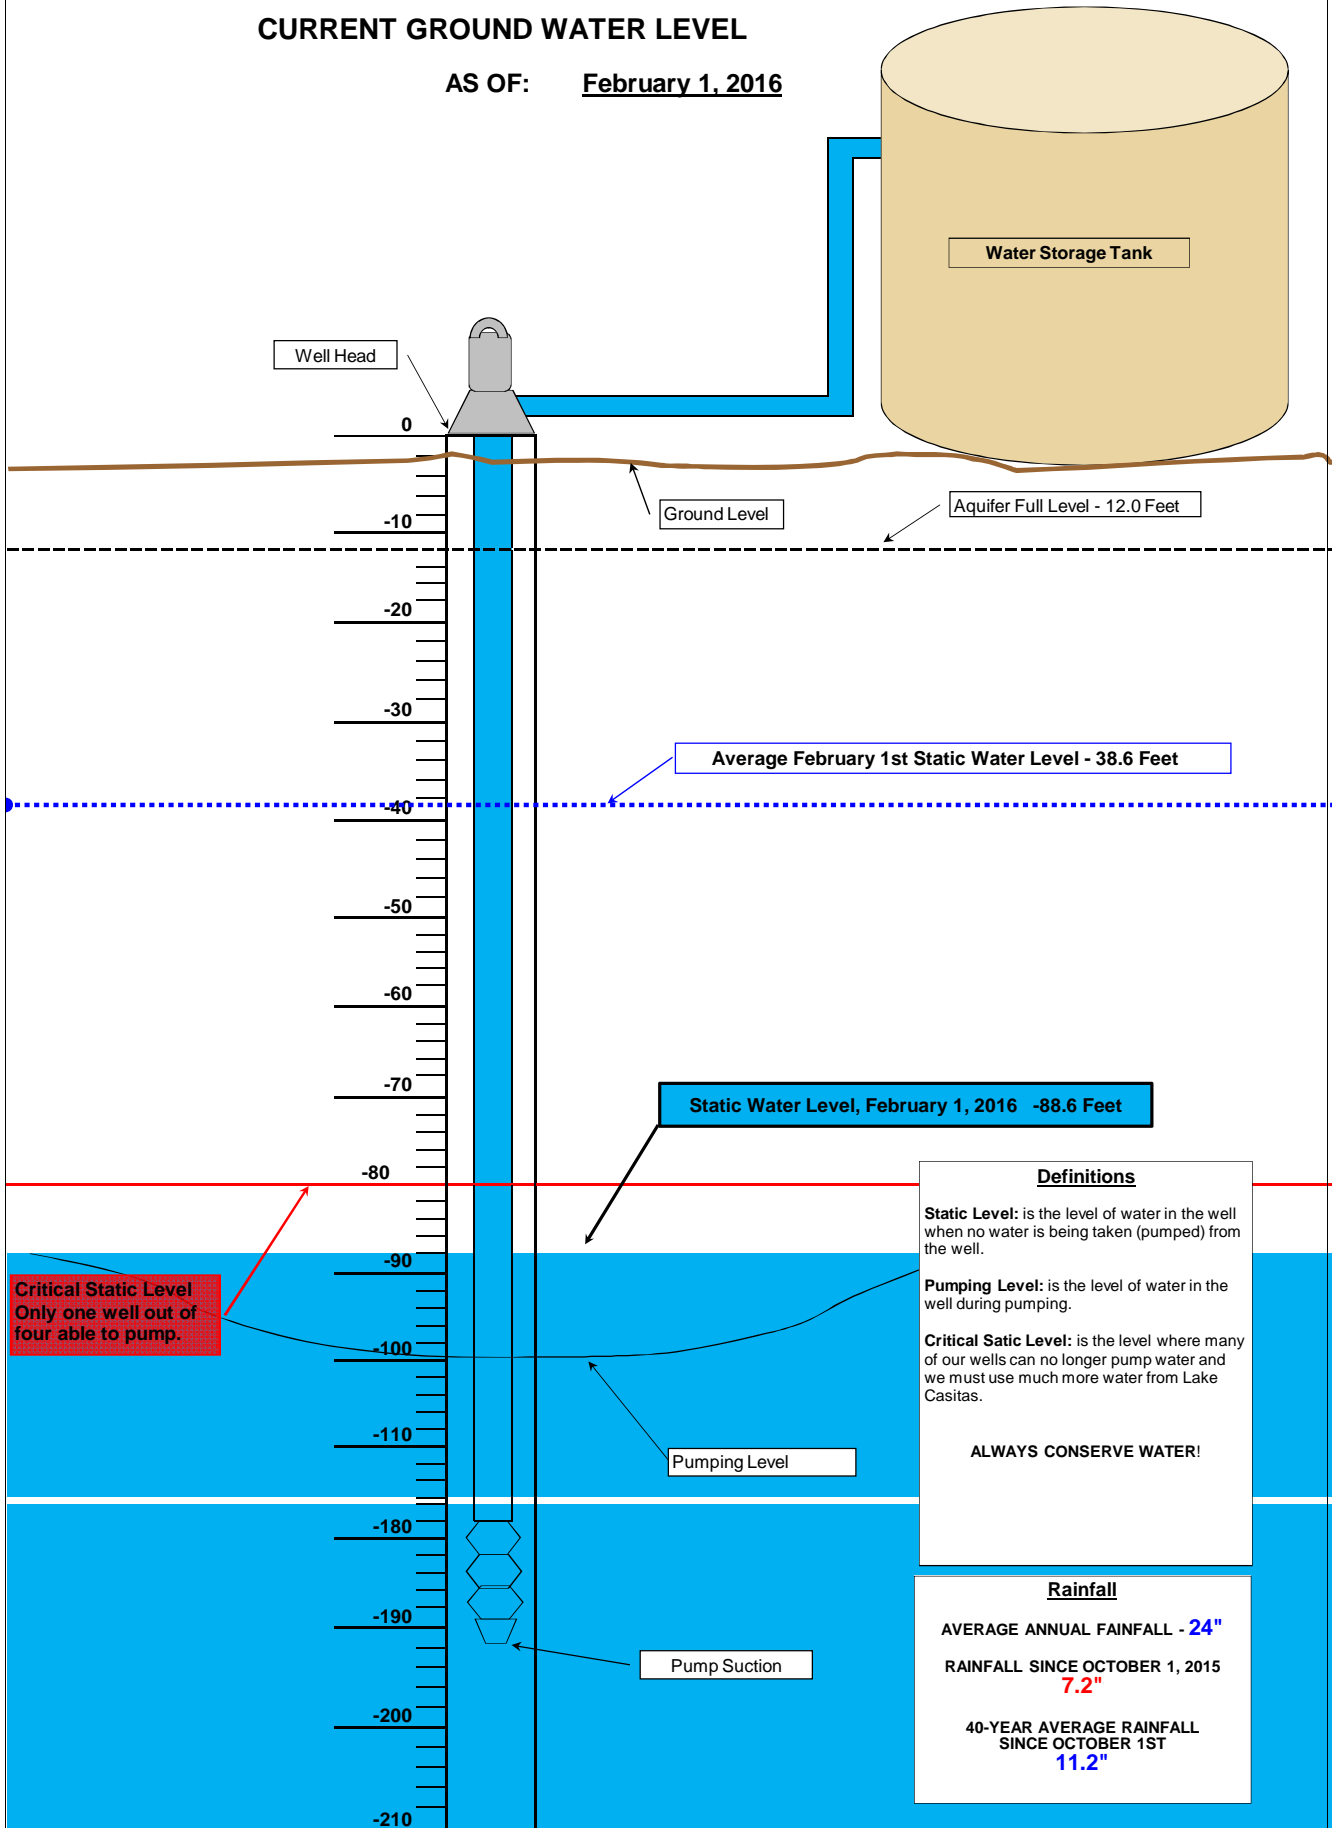 CURRENT GROUND WATER LEVEL
AS OF: February 1, 2016
Water Storage Tank
Well Head
0
Ground Level
Aquifer Full Level - 12.0 Feet
-10
-20
-30
Average February 1st Static Water Level - 38.6 Feet
-40
-50
-60
-70
Static Water Level, February 1, 2016 -88.6 Feet
-80
-90
Critical Static Level
Only one well out of
four able to pump.
-100
-110
Pumping Level
-180
-190
Pump Suction
-200
-210
Definitions
Static Level: is the level of water in the well
when no water is being taken (pumped) from
the well.
Pumping Level: is the level of water in the
well during pumping.
Critical Satic Level: is the level where many
of our wells can no longer pump water and
we must use much more water from Lake
Casitas.
ALWAYS CONSERVE WATER!
Rainfall
AVERAGE ANNUAL FAINFALL - 24"
RAINFALL SINCE OCTOBER 1, 2015
7.2"
40-YEAR AVERAGE RAINFALL
SINCE OCTOBER 1ST
11.2"